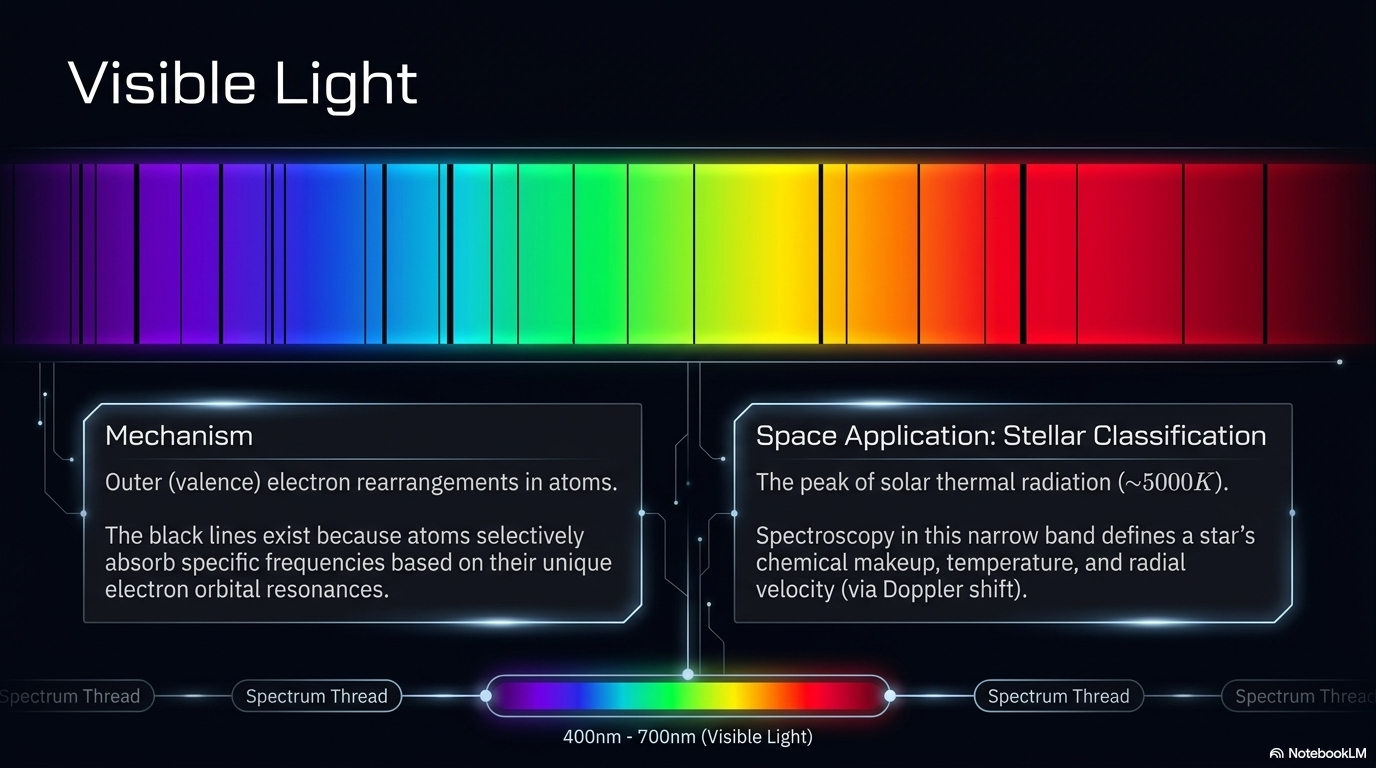 Visible Light
Mechanism
Outer (valence) electron rearrangements in atoms.
The black lines exist because atoms selectively
absorb specific frequencies based on their unique
electron orbital resonances.
Space Application: Stellar Classification
The peak of solar thermal radiation (~5000K).
Spectroscopy in this narrow band defines a star's
chemical makeup, temperature, and radial
velocity (via Doppler shift).
Spectrum Thread
Spectrum Thread
Spectrum Thread
Spectrum Threa
400nm - 700nm (Visible Light)
NotebookLM